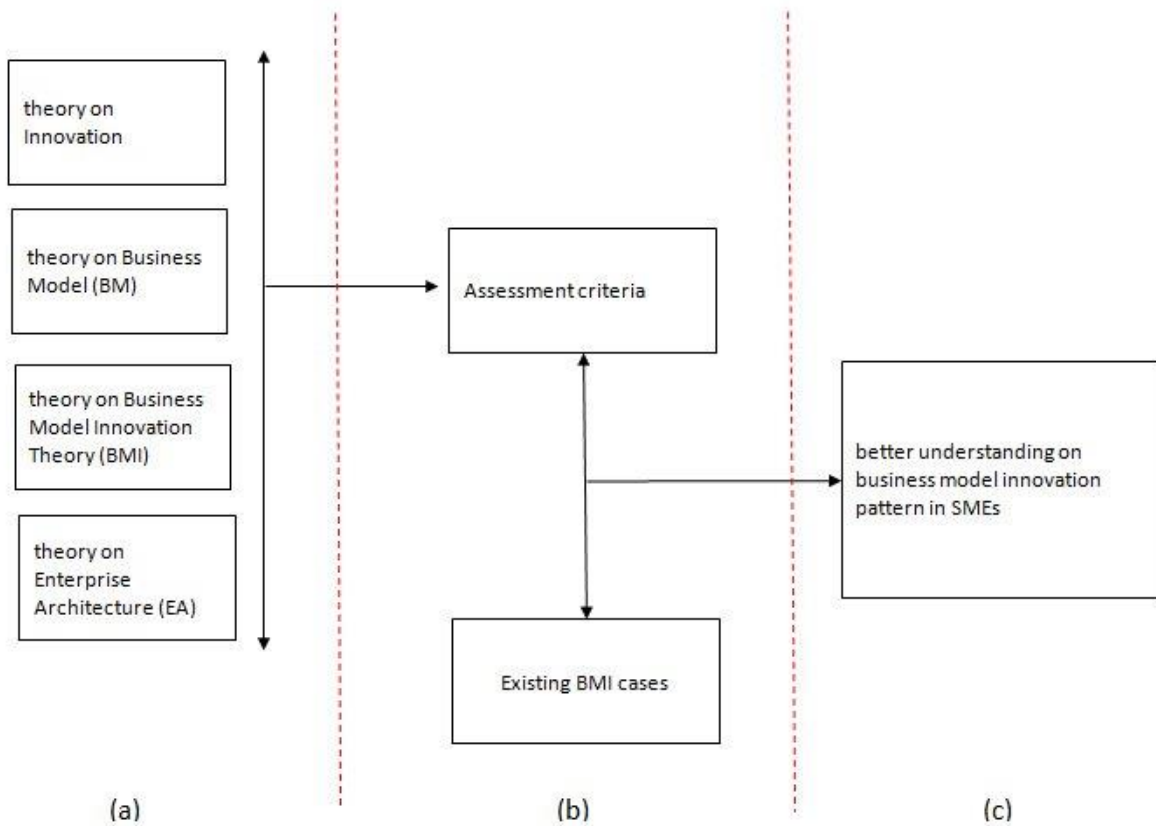 theory on
Innovation
theory on Business
Model (BM)
theory on Business
Model Innovation
Theory (BMI)
theory on
Enterprise
Architecture (EA)
Assessment criteria
Existing BMI cases
better understanding on
business model innovation
pattern in SMEs
(a)
(b)
(c)